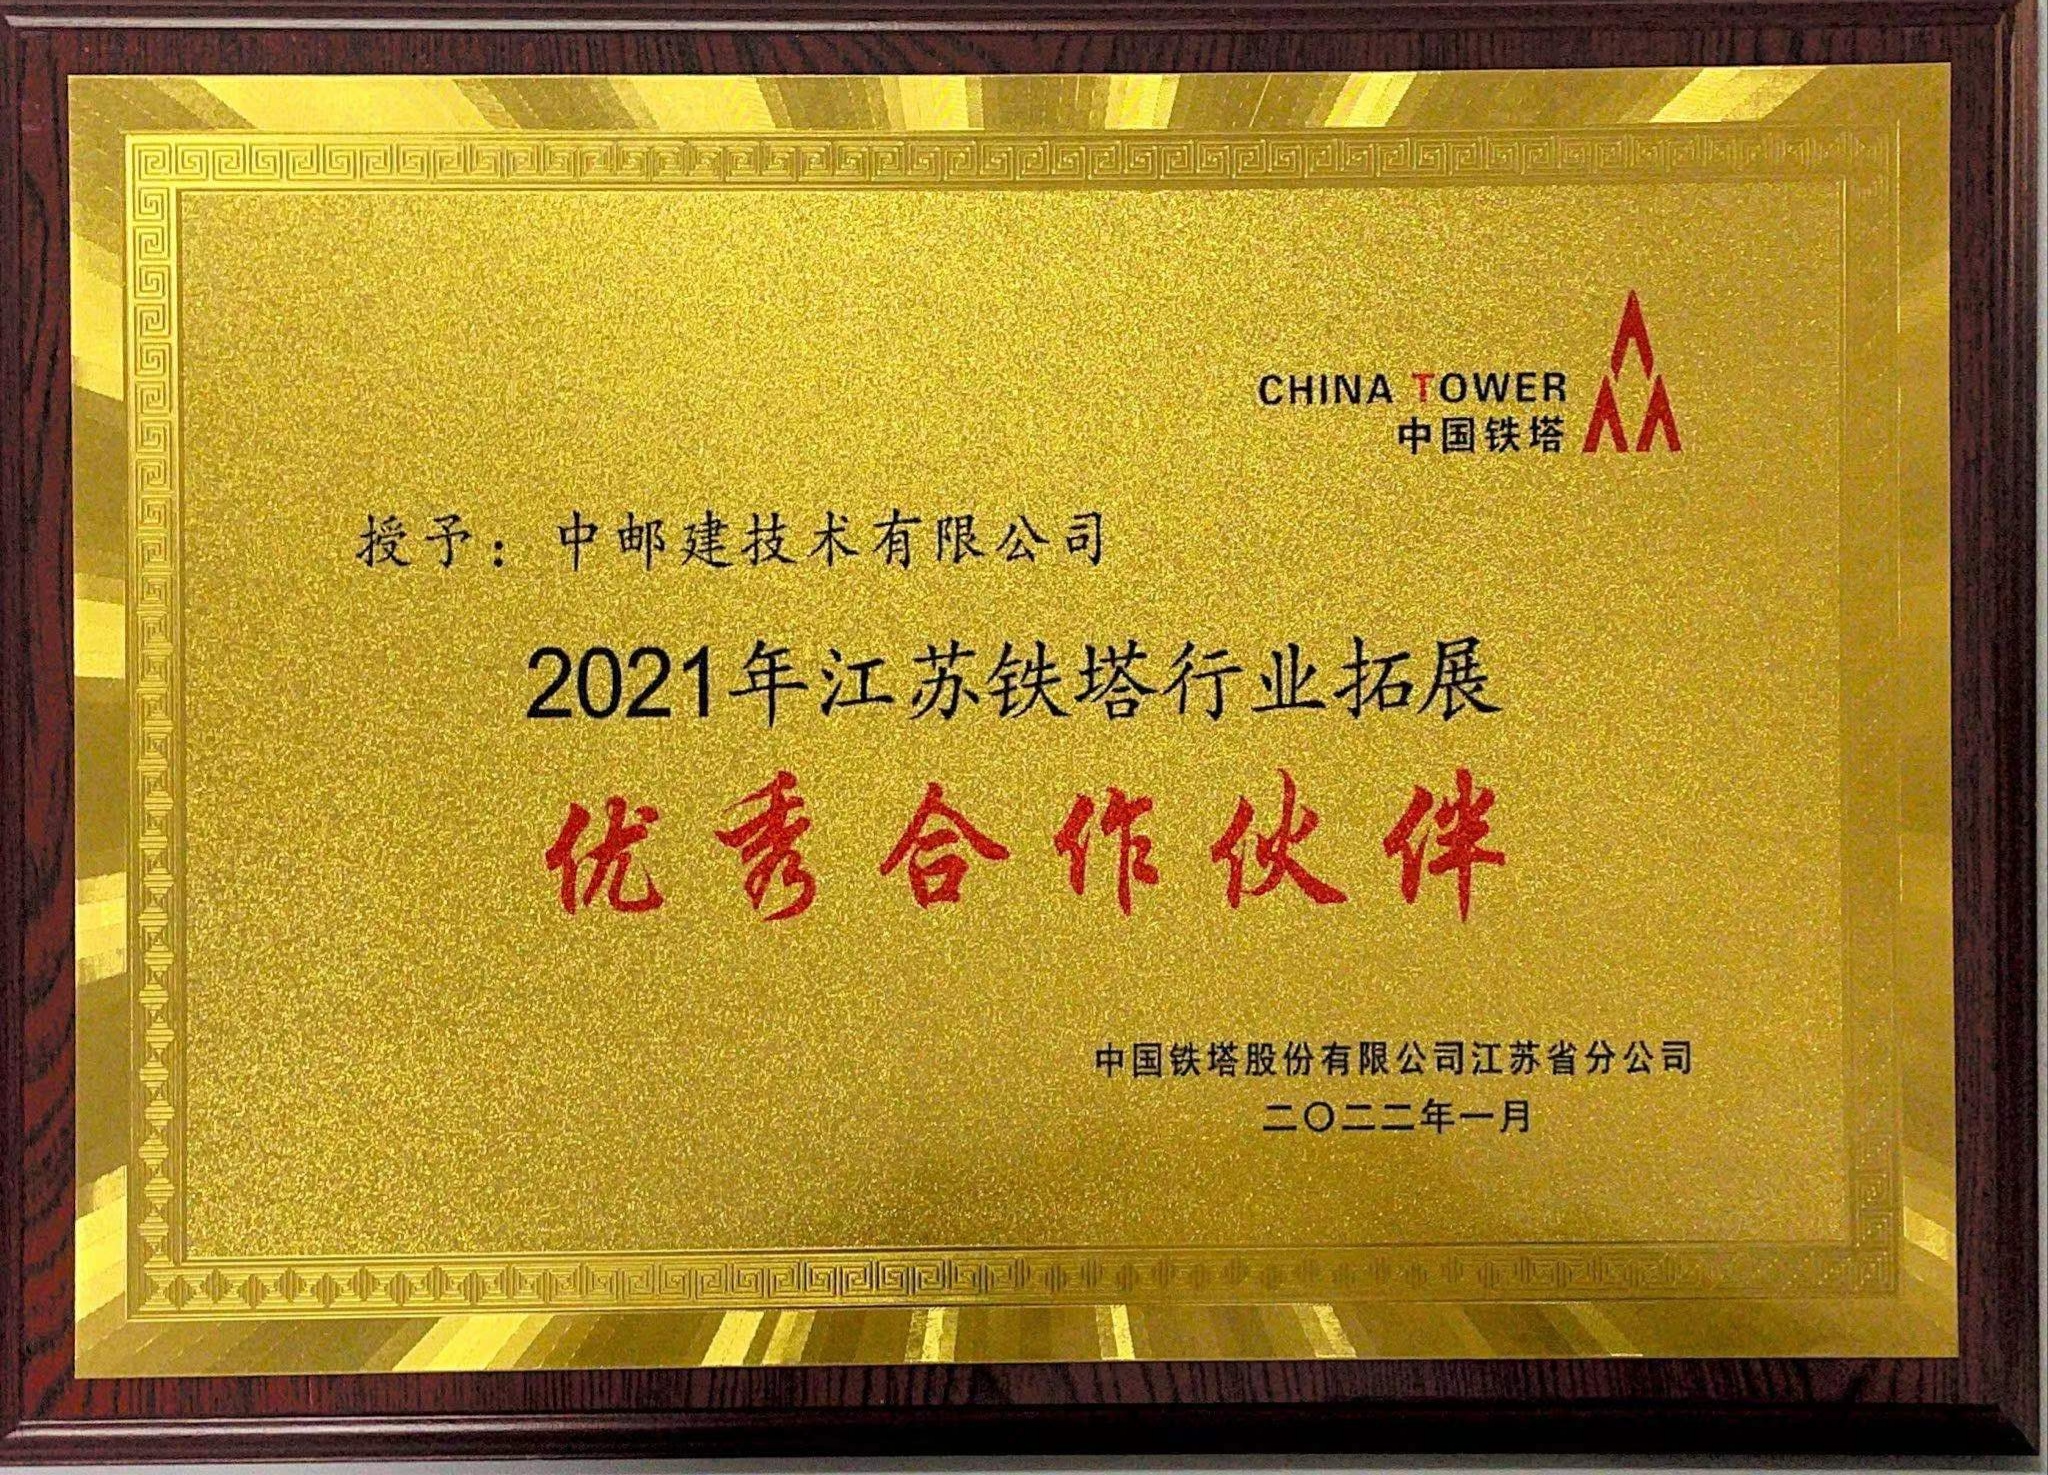 CHINA TOWER
中国铁塔
授予：中邮建技术有限公司
2021年江苏铁塔行业拓展
优秀合作伙伴
中国铁塔股份有限公司江苏省分公司
二〇二二年一月